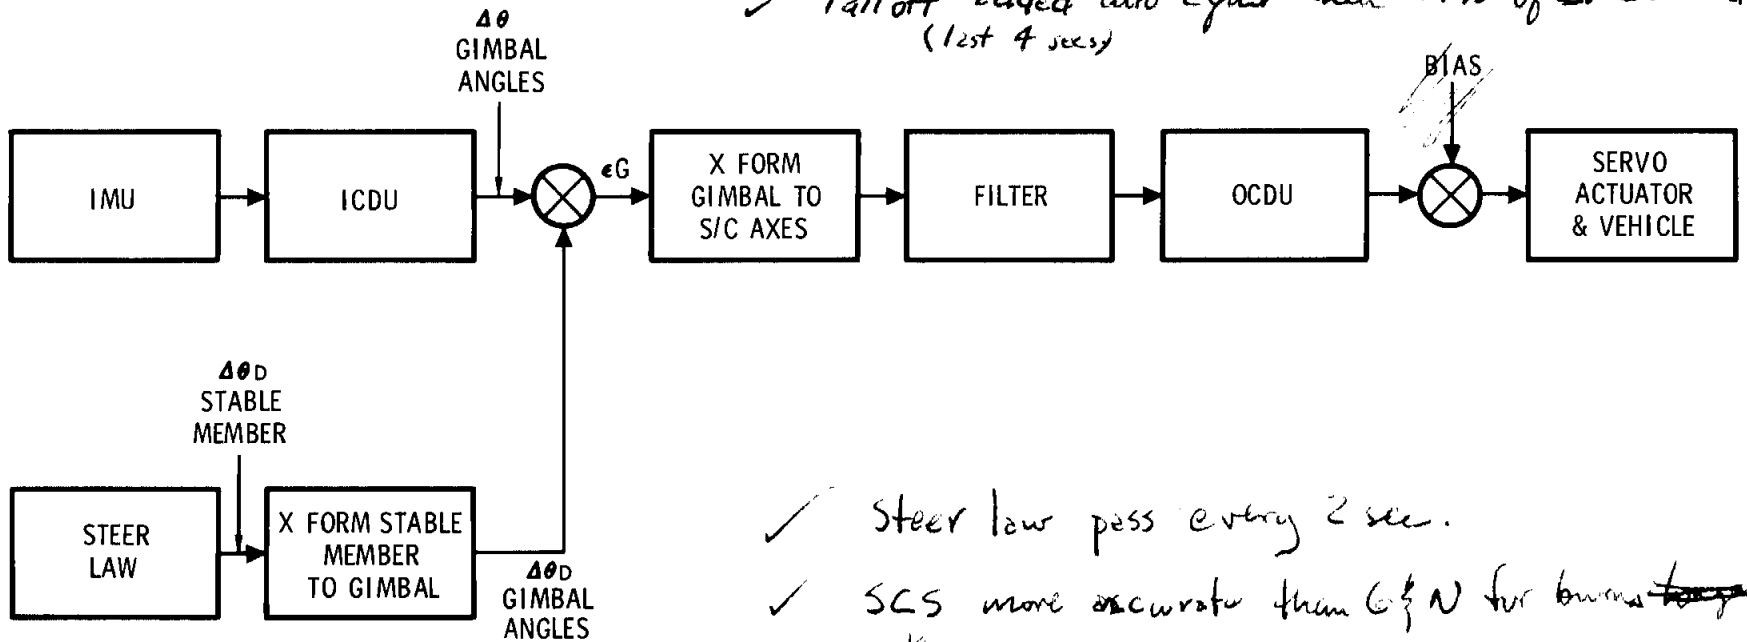 Δθ
GIMBAL
ANGLES
✓ Tailoff
(last 4 secs)
BIAS
IMU
ICDU
ϵG
X FORM
GIMBAL TO
S/C AXES
FILTER
OCDU
SERVO
ACTUATOR
& VEHICLE
ΔθD
STABLE
MEMBER
STEER
LAW
X FORM STABLE
MEMBER
TO GIMBAL
ΔθD
GIMBAL
ANGLES
✓ Steer law pass every 2 sec.
✓ SCS more accurate than G&N for burns